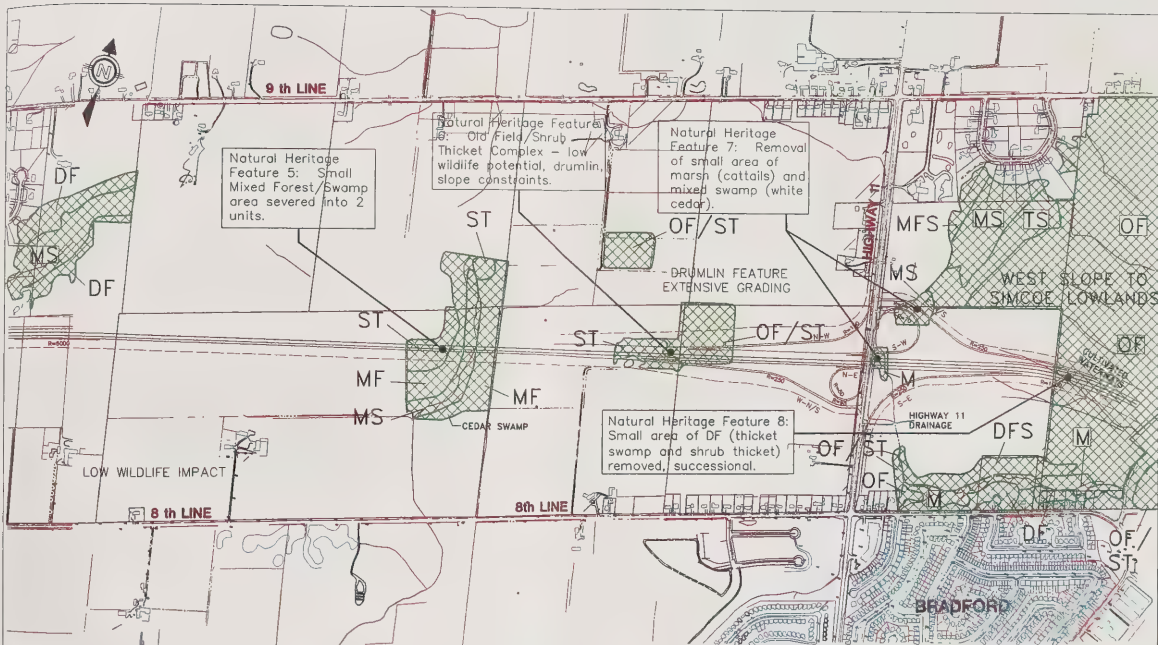 N
9 th LINE
Natural Heritage
Feature 5: Small
Mixed Forest/Swamp
area severed into 2
units.
Natural Heritage Feature
6: Old Field/Shrub
Thicket Complex – low
wildlife potential, drumlin,
slope constraints.
Natural Heritage
Feature 7: Removal
of small area of
marsh (cattails) and
mixed swamp (white
cedar).
HIGHWAY 11
DF
MS
DF
ST
OF/ST
MFS
MS
TS
OF
MS
- DRUMLIN FEATURE
EXTENSIVE GRADING
WEST SLOPE TO
SIMCOE LOWLANDS
R=5000
ST
ST
OF/ST
N-W
S-W
OF
CULTIVATED
WATERWAYS
MF
MF
MS
CEDAR SWAMP
R=250
N-E
W-N/S
S-E
M
HIGHWAY 11
DRAINAGE
Natural Heritage Feature 8:
Small area of DF (thicket
swamp and shrub thicket)
removed, successional.
OF/ST
DFS
M
OF
M
LOW WILDLIFE IMPACT
8 th LINE
8th LINE
DF
OF/
ST
BRADFORD